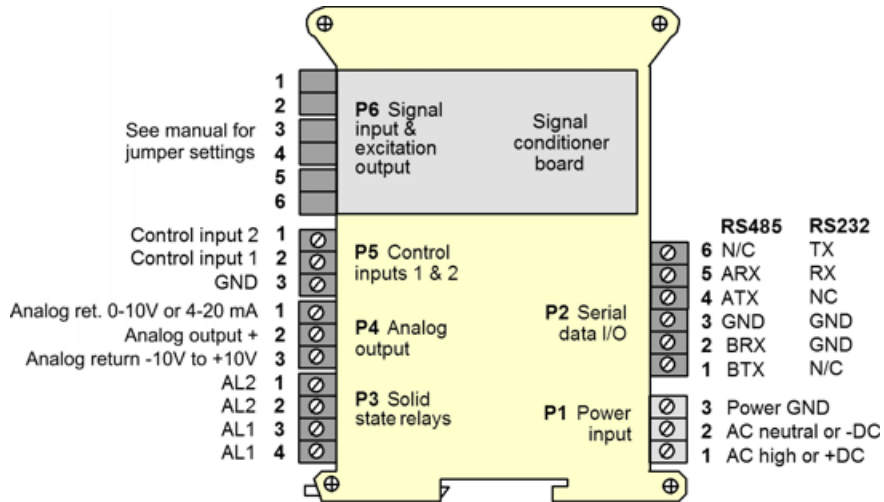 1
2
3
4
5
6
See manual for
jumper settings
P6 Signal
input &
excitation
output
Signal
conditioner
board
Control input 2 1
Control input 1 2
GND 3
P5 Control
inputs 1 & 2
Analog ret. 0-10V or 4-20 mA 1
Analog output + 2
Analog return -10V to +10V 3
P4 Analog
output
AL2 1
AL2 2
AL1 3
AL1 4
P3 Solid
state relays
RS485 RS232
6 N/C TX
5 ARX RX
4 ATX NC
3 GND GND
2 BRX GND
1 BTX N/C
P2 Serial
data I/O
P1 Power
input
3 Power GND
2 AC neutral or -DC
1 AC high or +DC